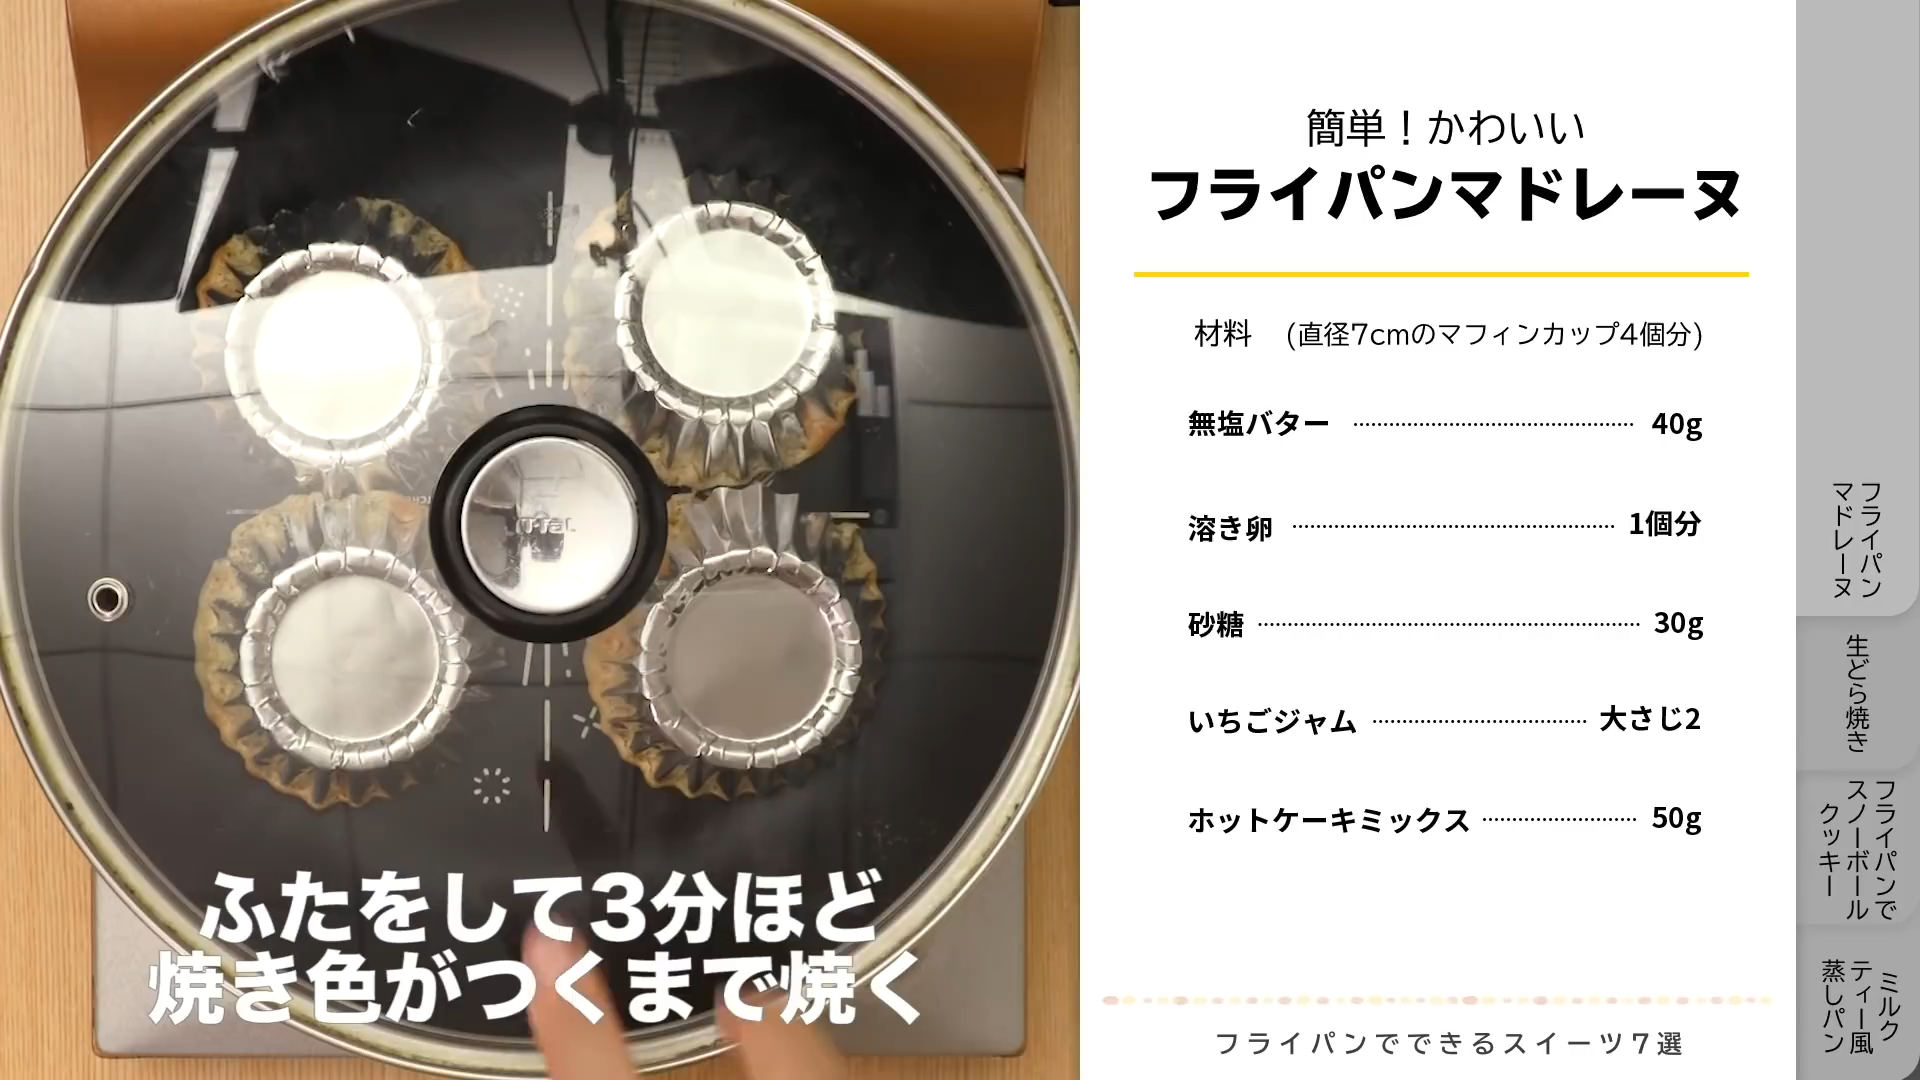 簡単！かわいい
フライパンマドレーヌ
材料 (直径7cmのマフィンカップ4個分)
無塩バター 40g
溶き卵 1個分
砂糖 30g
いちごジャム 大さじ2
ホットケーキミックス 50g
フライパンでできるスイーツ7選
フライパン
マドレーヌ
生どら焼き
フライパンで
スノーボール
クッキー
ミルク
ティー風
蒸しパン
ふたをして3分ほど
焼き色がつくまで焼く